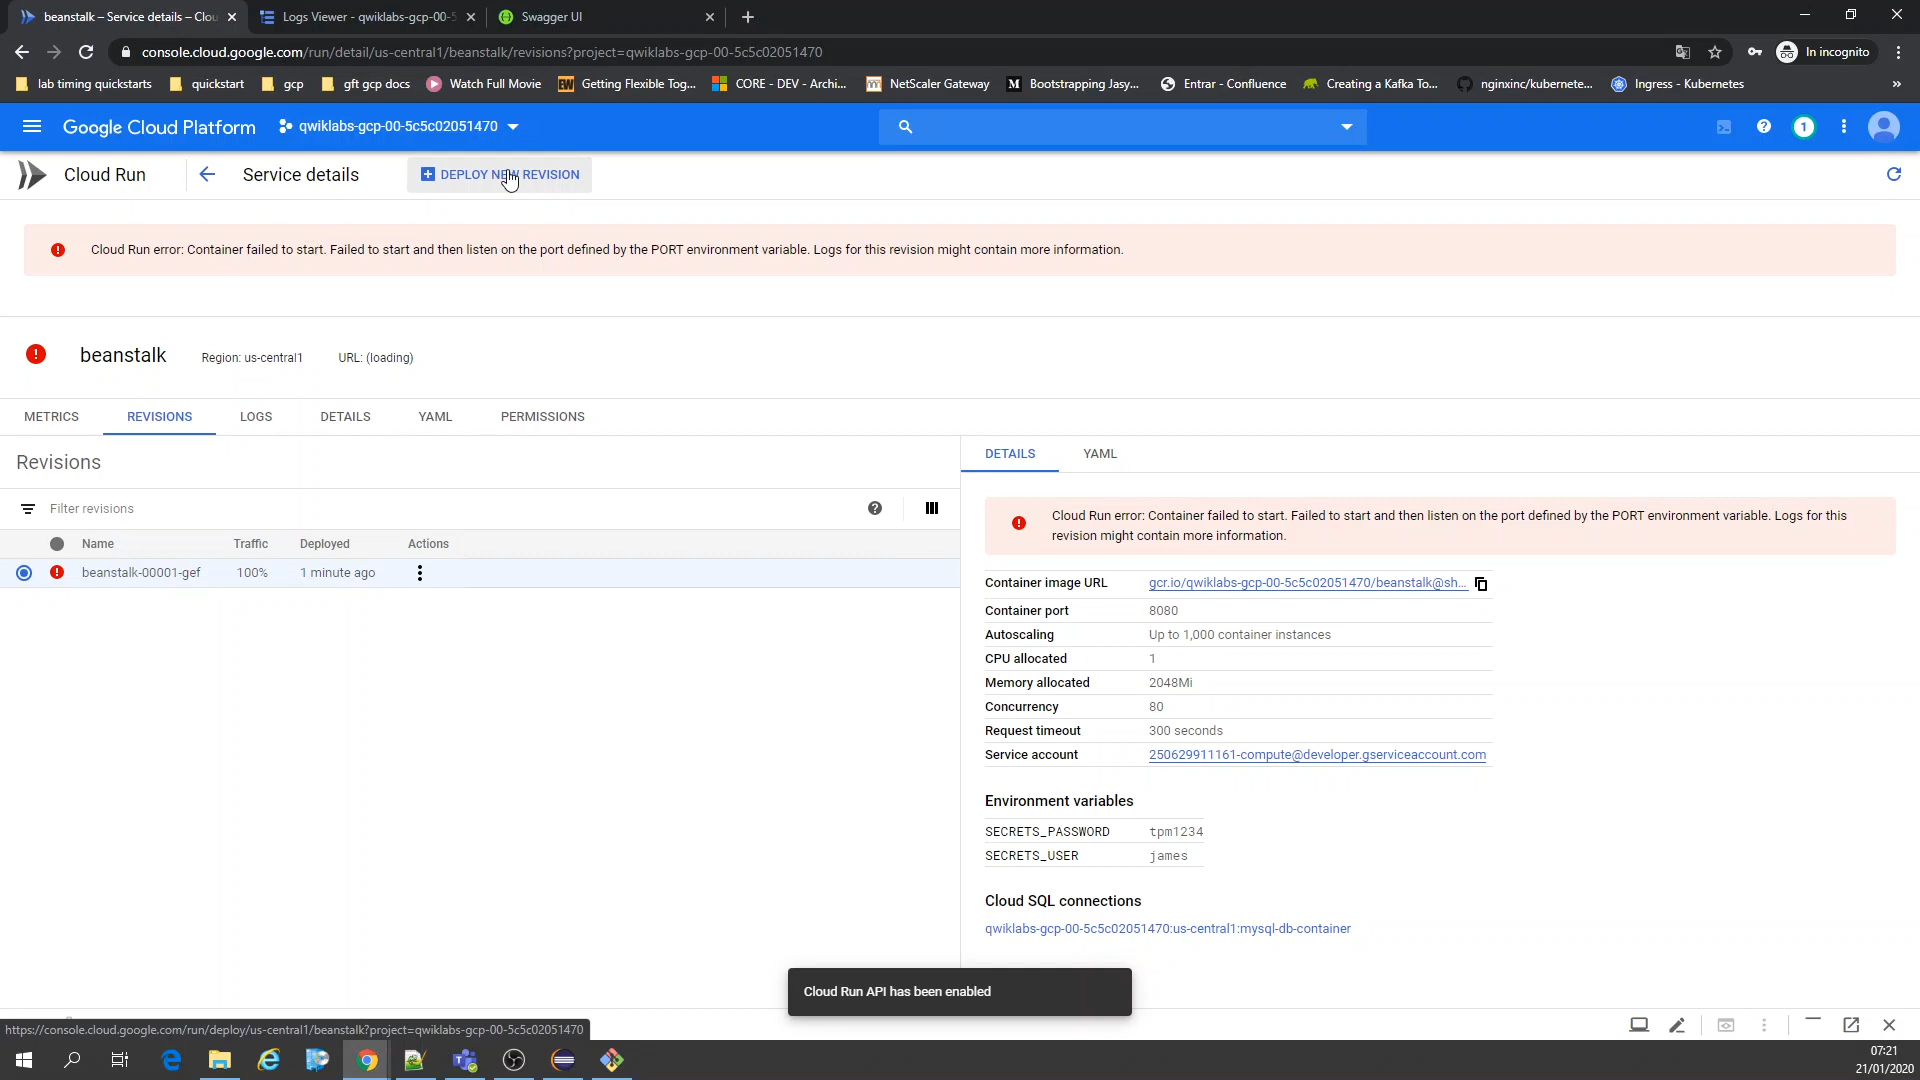 beanstalk – Service details – Clou
Logs Viewer - qwiklabs-gcp-00-5
Swagger UI
console.cloud.google.com/run/detail/us-central1/beanstalk/revisions?project=qwiklabs-gcp-00-5c5c02051470
In incognito
lab timing quickstarts
quickstart
gcp
gft gcp docs
Watch Full Movie
Getting Flexible Tog...
CORE - DEV - Archi...
NetScaler Gateway
Bootstrapping Jasy...
Entrar - Confluence
Creating a Kafka To...
nginxinc/kubernete...
Ingress - Kubernetes
»
Google Cloud Platform
qwiklabs-gcp-00-5c5c02051470
1
Cloud Run
Service details
DEPLOY NEW REVISION
Cloud Run error: Container failed to start. Failed to start and then listen on the port defined by the PORT environment variable. Logs for this revision might contain more information.
beanstalk
Region: us-central1
URL: (loading)
METRICS
REVISIONS
LOGS
DETAILS
YAML
PERMISSIONS
Revisions
Filter revisions
Name Traffic Deployed Actions
beanstalk-00001-gef 100% 1 minute ago
DETAILS
YAML
Cloud Run error: Container failed to start. Failed to start and then listen on the port defined by the PORT environment variable. Logs for this
revision might contain more information.
Container image URL gcr.io/qwiklabs-gcp-00-5c5c02051470/beanstalk@sh...
Container port 8080
Autoscaling Up to 1,000 container instances
CPU allocated 1
Memory allocated 2048Mi
Concurrency 80
Request timeout 300 seconds
Service account 250629911161-compute@developer.gserviceaccount.com
Environment variables
SECRETS_PASSWORD tpm1234
SECRETS_USER james
Cloud SQL connections
qwiklabs-gcp-00-5c5c02051470:us-central1:mysql-db-container
Cloud Run API has been enabled
https://console.cloud.google.com/run/deploy/us-central1/beanstalk?project=qwiklabs-gcp-00-5c5c02051470
07:21
21/01/2020